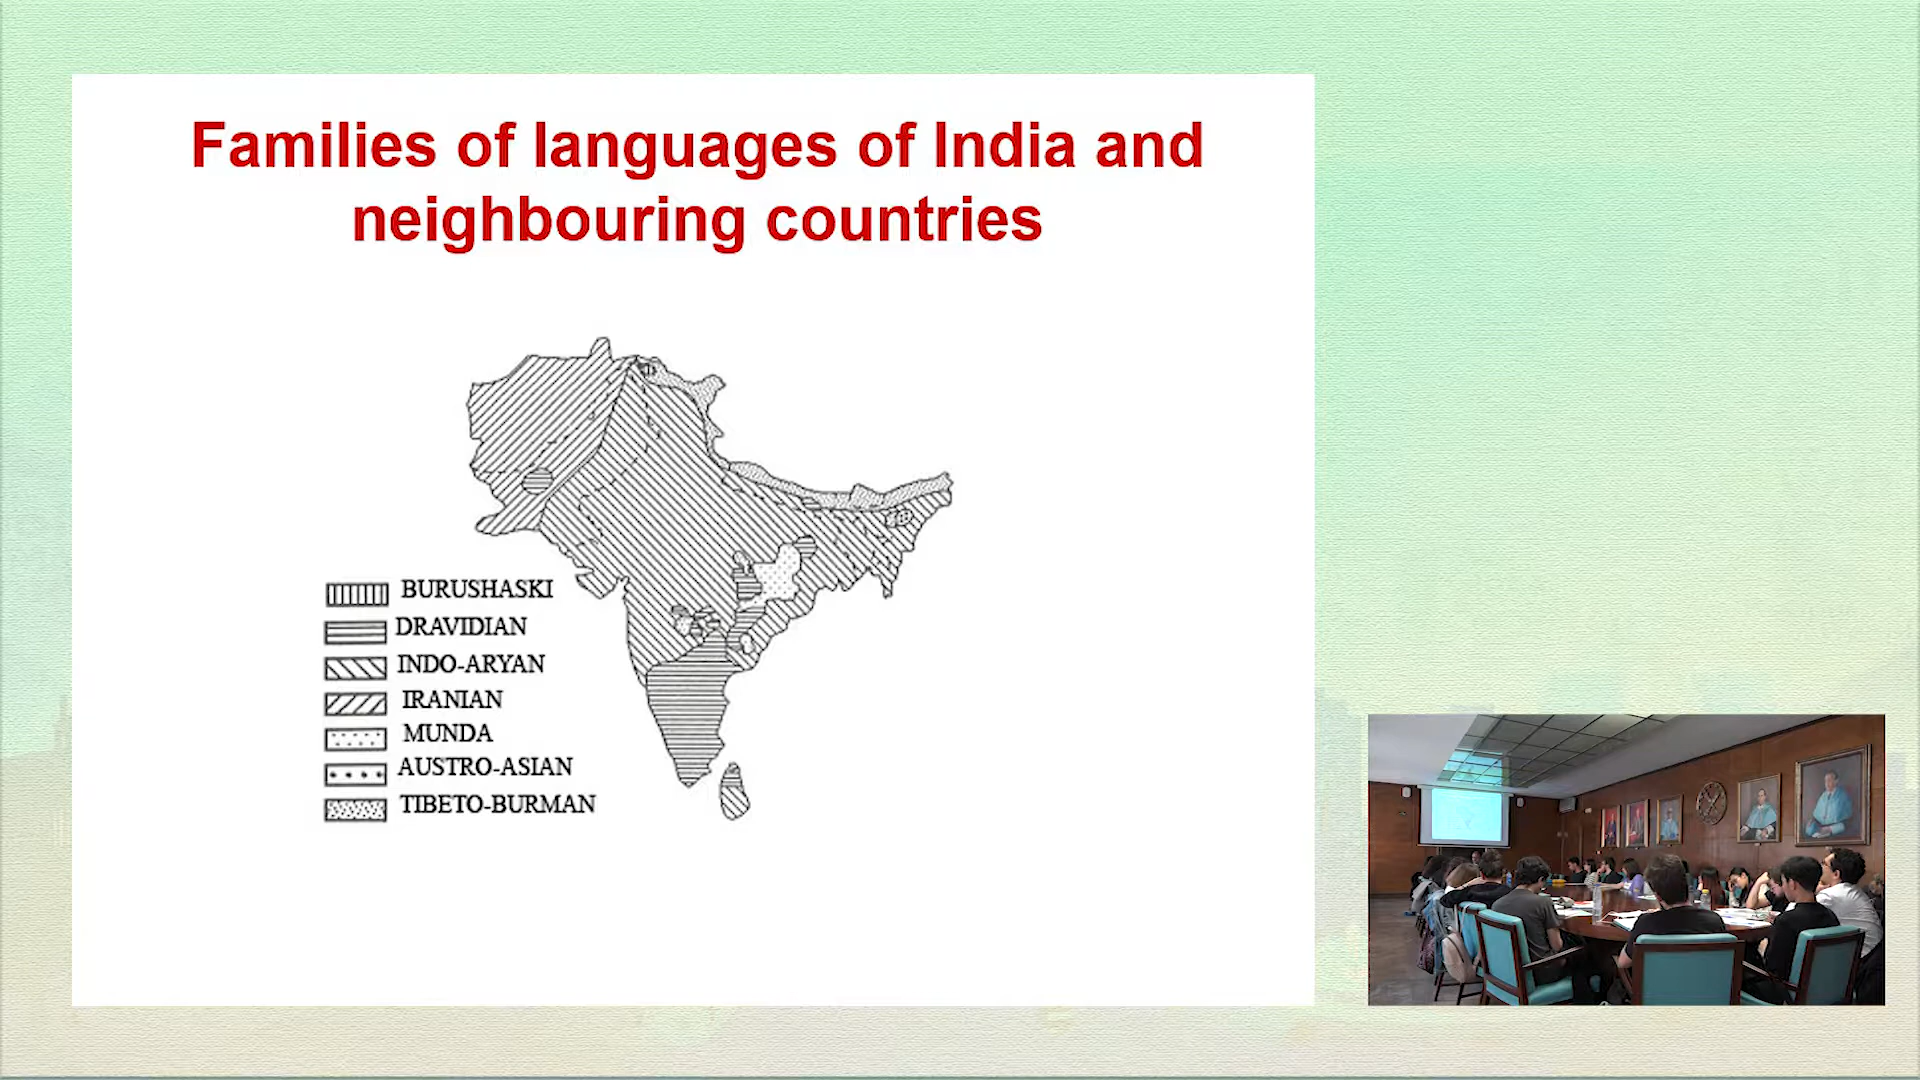 Families of languages of India and
neighbouring countries
BURUSHASKI
DRAVIDIAN
INDO-ARYAN
IRANIAN
MUNDA
AUSTRO-ASIAN
TIBETO-BURMAN